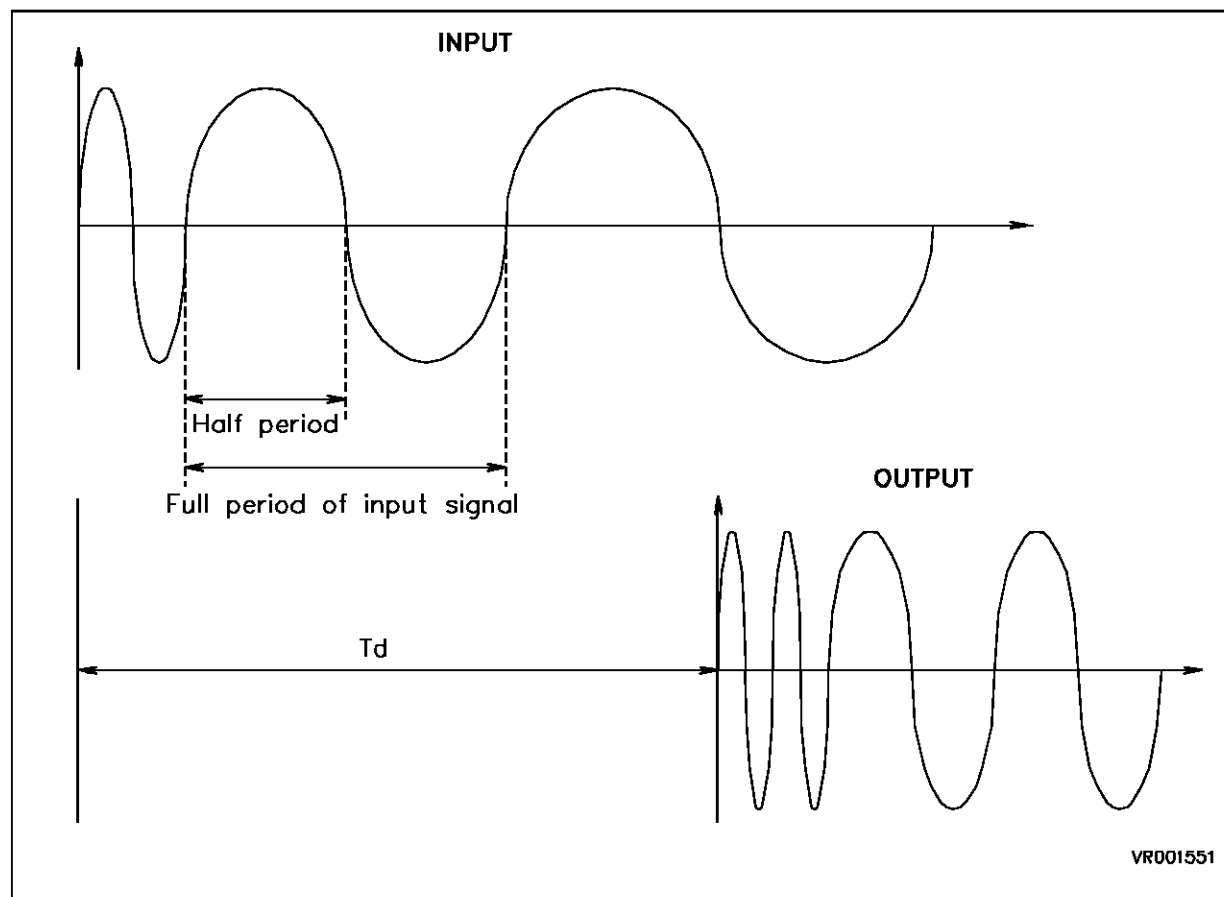 INPUT
Half period
Full period of input signal
OUTPUT
Td
VR001551